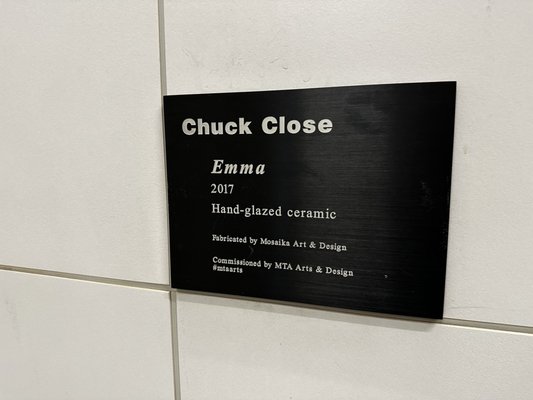 Chuck Close
Emma
2017
Hand-glazed ceramic
Fabricated by Mosaika Art & Design
Commissioned by MTA Arts & Design
#mtaarts